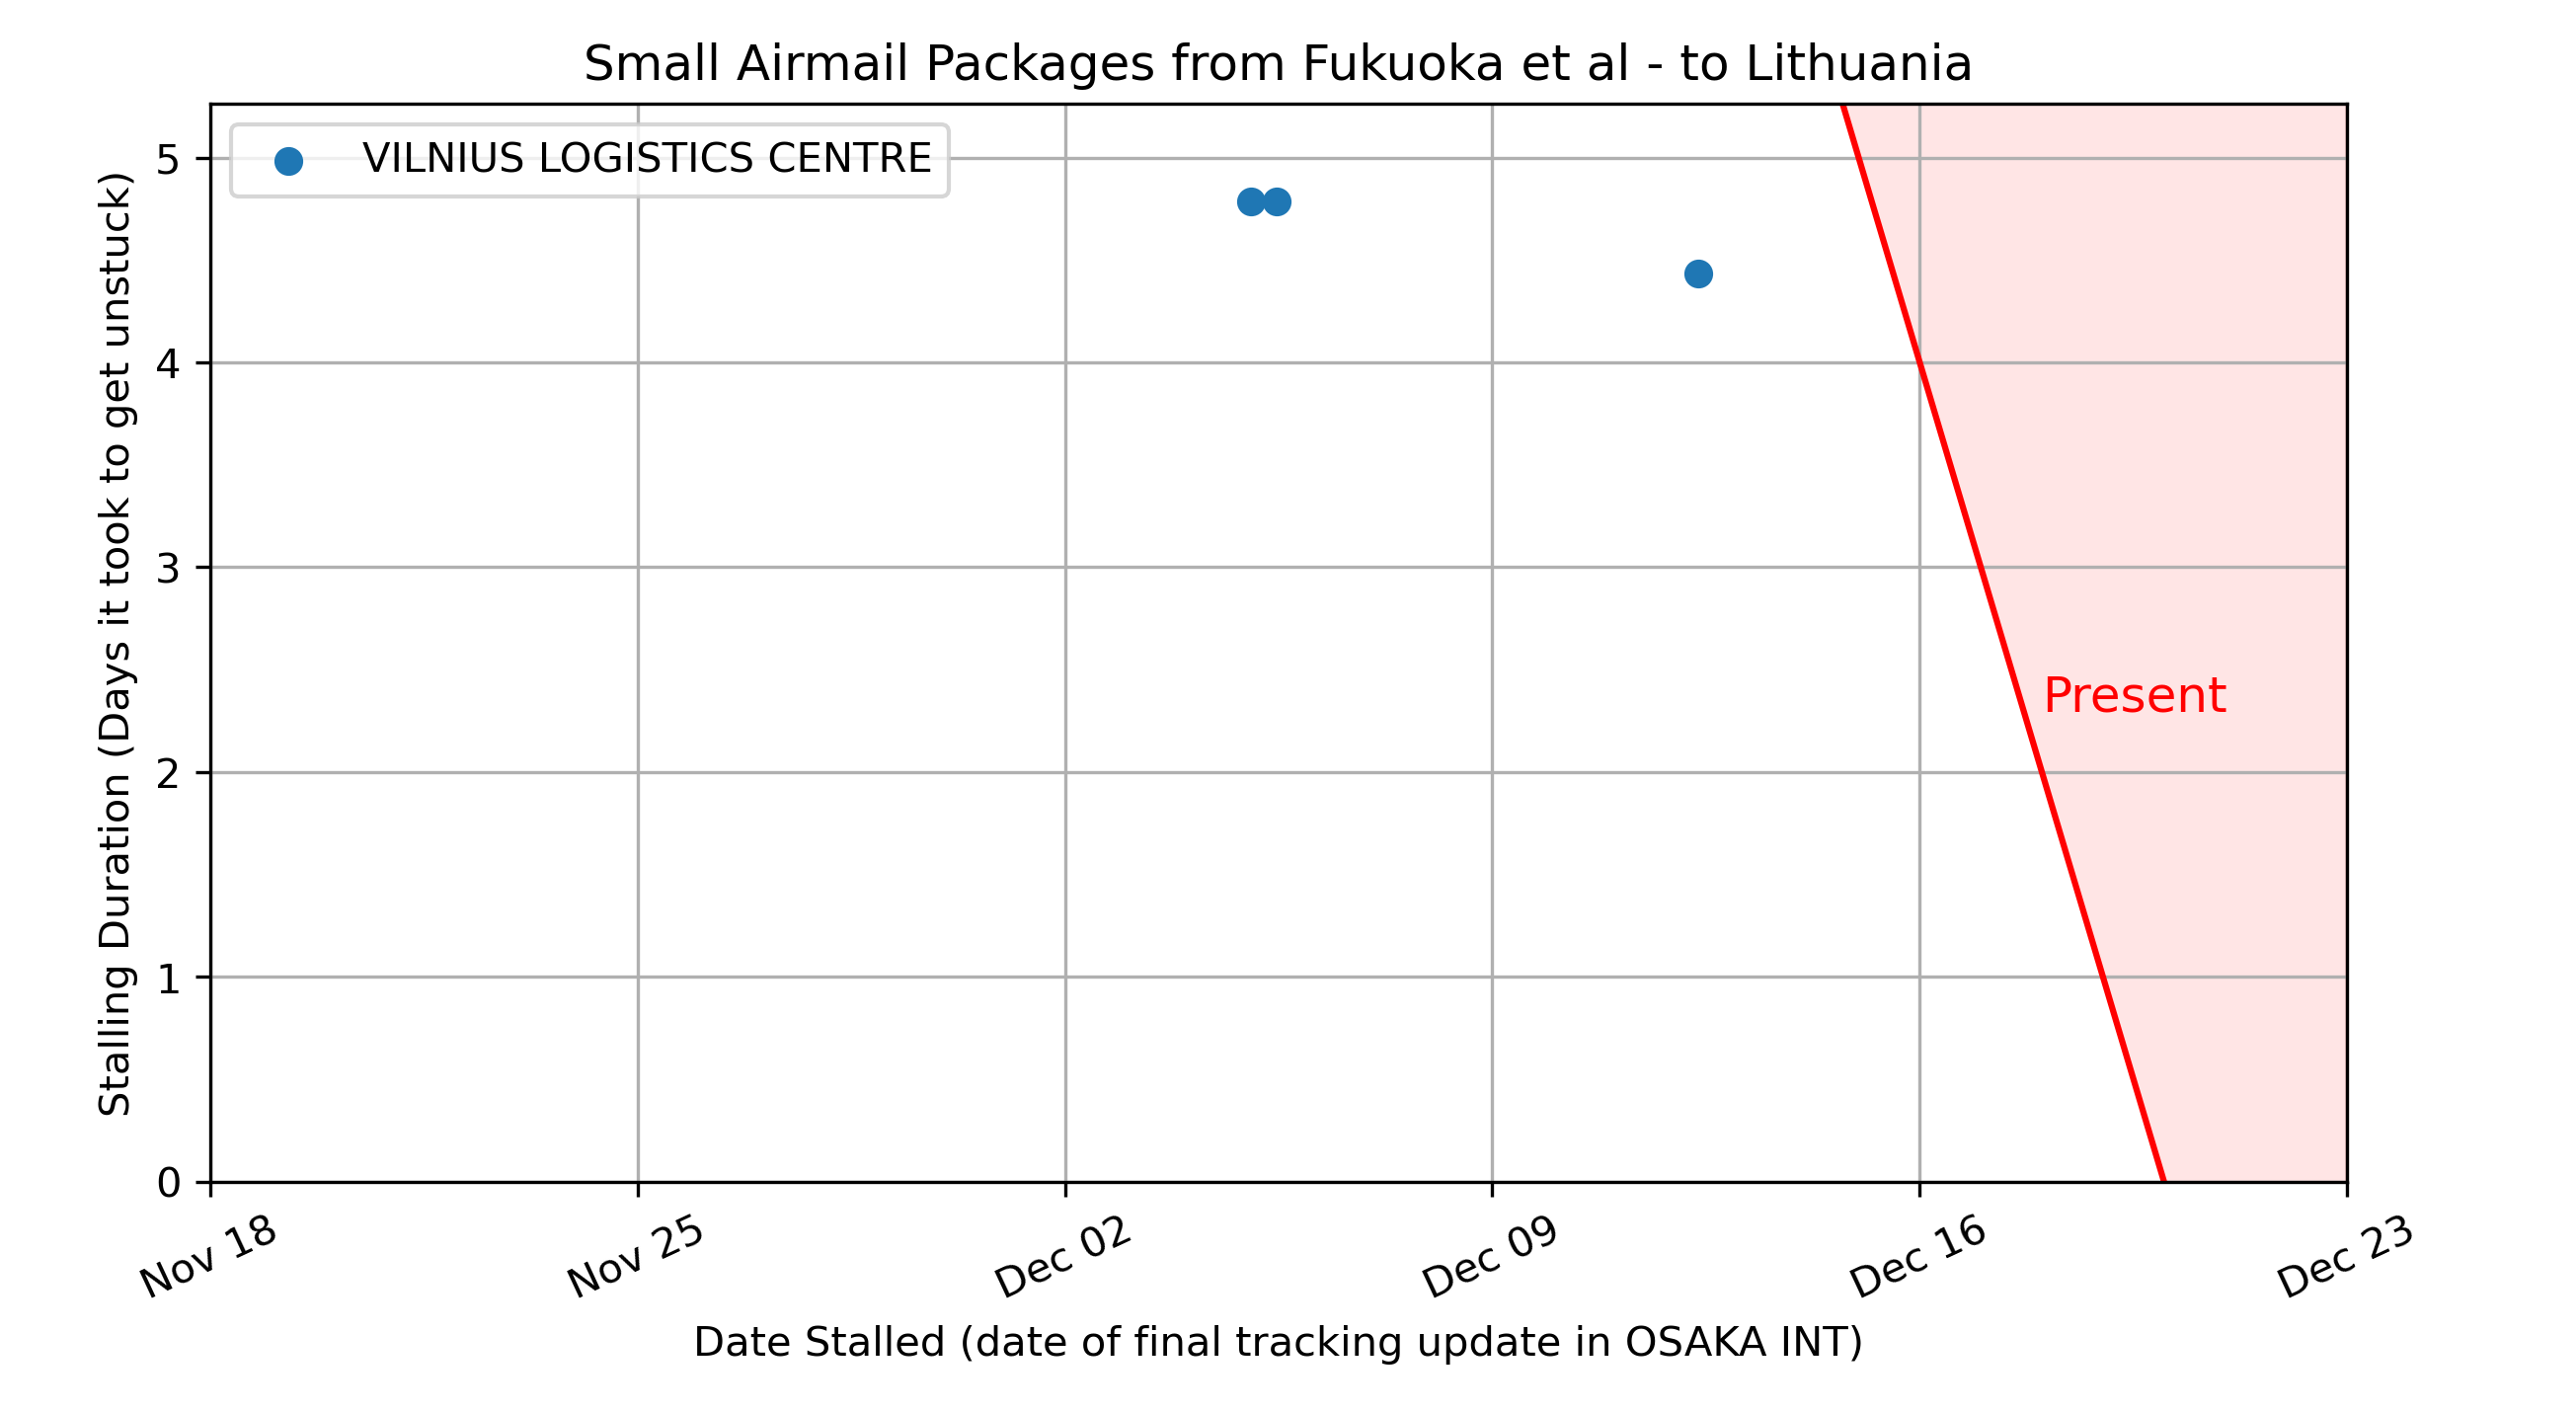 Small Airmail Packages from Fukuoka et al - to Lithuania
VILNIUS LOGISTICS CENTRE
Stalling Duration (Days it took to get unstuck)
5
4
3
2
1
0
Present
Nov 18
Nov 25
Dec 02
Dec 09
Dec 16
Dec 23
Date Stalled (date of final tracking update in OSAKA INT)